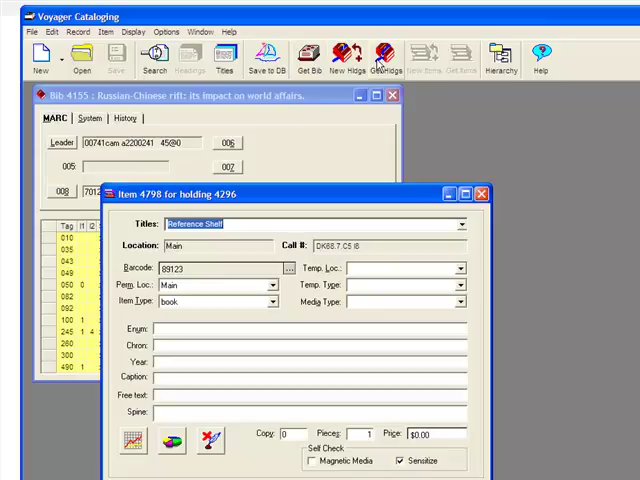 Voyager Cataloging
File Edit Record Item Display Options Window Help
New Open Save Search Headings Titles Save to DB Get Bib New Hldgs Get Hldgs New Items Get Items Hierarchy Help
Bib 4155 : Russian-Chinese rift: its impact on world affairs.
MARC System History
Leader 00741cam a2200241 45@0 006
005: 007
008 7012
Item 4798 for holding 4296
Titles: Reference Shelf
Location: Main Call #: DK68.7.C5 I8
Barcode: 89123 ... Temp. Loc.:
Perm. Loc.: Main Temp. Type:
Item Type: book Media Type:
Tag I1 I2
010
035
043
049
050 0
082
092
100 1
245 1 4
260
300
490 1
Enum:
Chron:
Year:
Caption:
Free text:
Spine:
Copy: 0 Pieces: 1 Price: $0.00
Self Check
Magnetic Media Sensitize